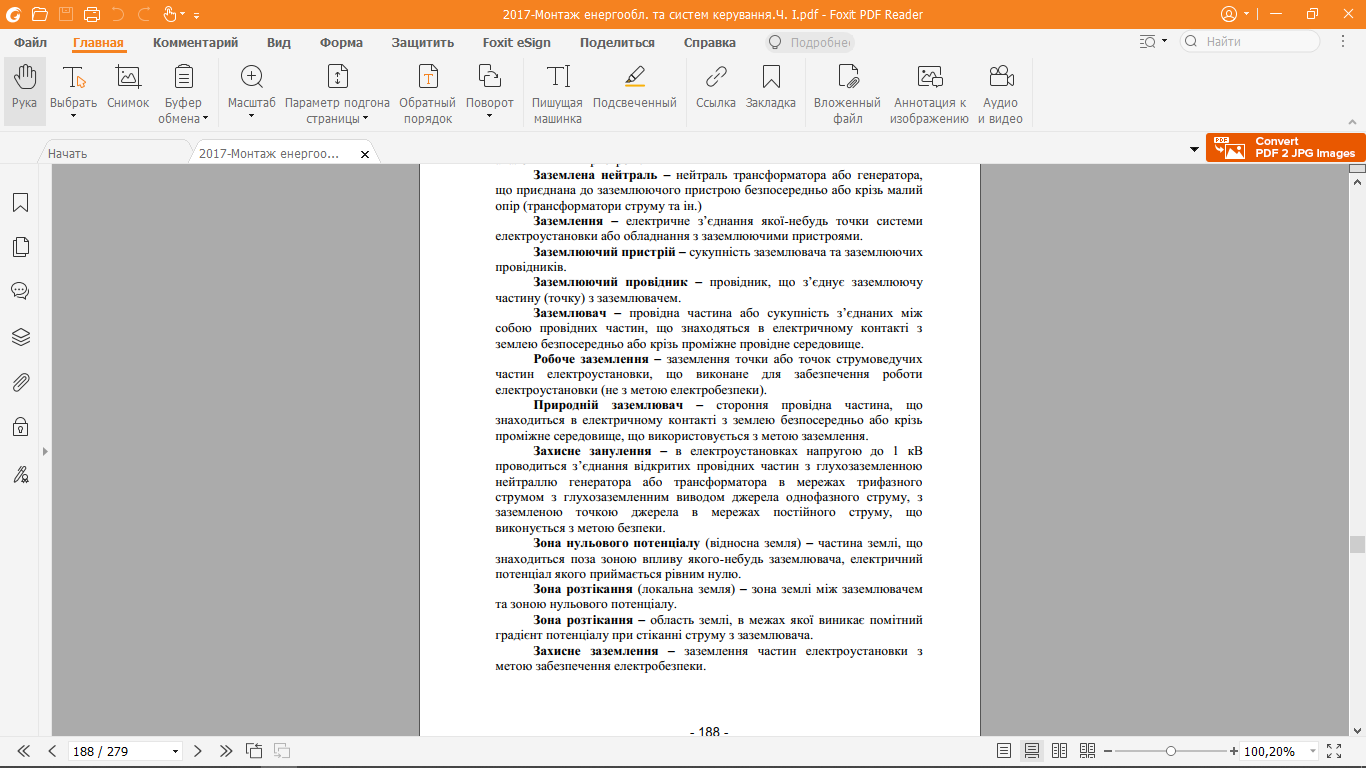 2017-Монтаж енергообл. та систем керування.Ч. I.pdf - Foxit PDF Reader
Файл Главная Комментарий Вид Форма Защитить Foxit eSign Поделиться Справка Подробнее Найти
Рука Выбрать Снимок Буфер обмена Масштаб Параметр подгона страницы Обратный порядок Поворот Пишущая машинка Подсвеченный Ссылка Закладка Вложенный файл Аннотация к изображению Аудио и видео
Начать 2017-Монтаж енергоо...
PDF Convert
PDF 2 JPG Images
Заземлена нейтраль – нейтраль трансформатора або генератора,
що приєднана до заземлюючого пристрою безпосередньо або крізь малий
опір (трансформатори струму та ін.)
Заземлення – електричне з’єднання якої-небудь точки системи
електроустановки або обладнання з заземлюючими пристроями.
Заземлюючий пристрій – сукупність заземлювача та заземлюючих
провідників.
Заземлюючий провідник – провідник, що з’єднує заземлюючу
частину (точку) з заземлювачем.
Заземлювач – провідна частина або сукупність з’єднаних між
собою провідних частин, що знаходяться в електричному контакті з
землею безпосередньо або крізь проміжне провідне середовище.
Робоче заземлення – заземлення точки або точок струмоведучих
частин електроустановки, що виконане для забезпечення роботи
електроустановки (не з метою електробезпеки).
Природній заземлювач – стороння провідна частина, що
знаходиться в електричному контакті з землею безпосередньо або крізь
проміжне середовище, що використовується з метою заземлення.
Захисне занулення – в електроустановках напругою до 1 кВ
проводиться з’єднання відкритих провідних частин з глухозаземленною
нейтраллю генератора або трансформатора в мережах трифазного
струмом з глухозаземленним виводом джерела однофазного струму, з
заземленою точкою джерела в мережах постійного струму, що
виконується з метою безпеки.
Зона нульового потенціалу (відносна земля) – частина землі, що
знаходиться поза зоною впливу якого-небудь заземлювача, електричний
потенціал якого приймається рівним нулю.
Зона розтікання (локальна земля) – зона землі між заземлювачем
та зоною нульового потенціалу.
Зона розтікання – область землі, в межах якої виникає помітний
градієнт потенціалу при стіканні струму з заземлювача.
Захисне заземлення – заземлення частин електроустановки з
метою забезпечення електробезпеки.
- 188 -
188 / 279 100,20%